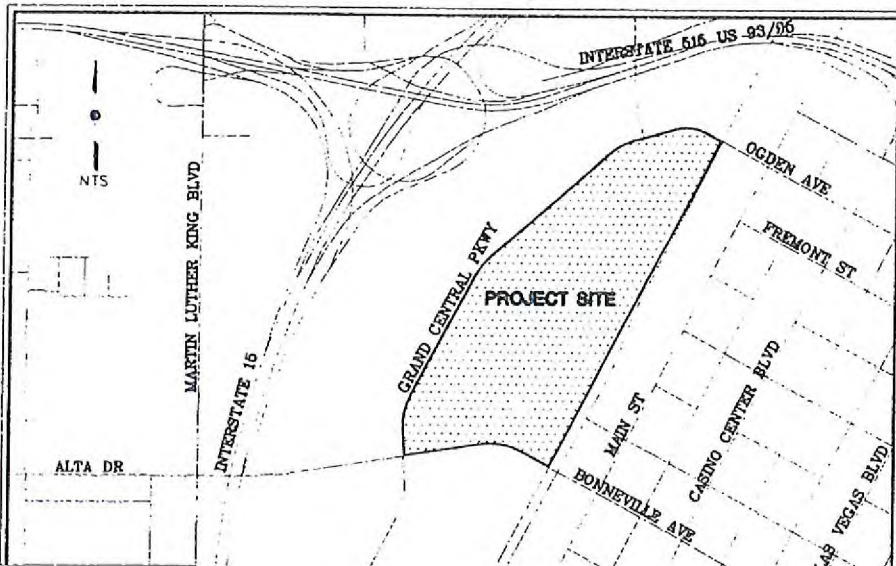 INTERSTATE 515 US 93/95
NTS
MARTIN LUTHER KING BLVD
OGDEN AVE
FREMONT ST
GRAND CENTRAL PKWY
PROJECT SITE
INTERSTATE 15
MAIN ST
CASINO CENTER BLVD
ALTA DR
BONNEVILLE AVE
LAS VEGAS BLVD